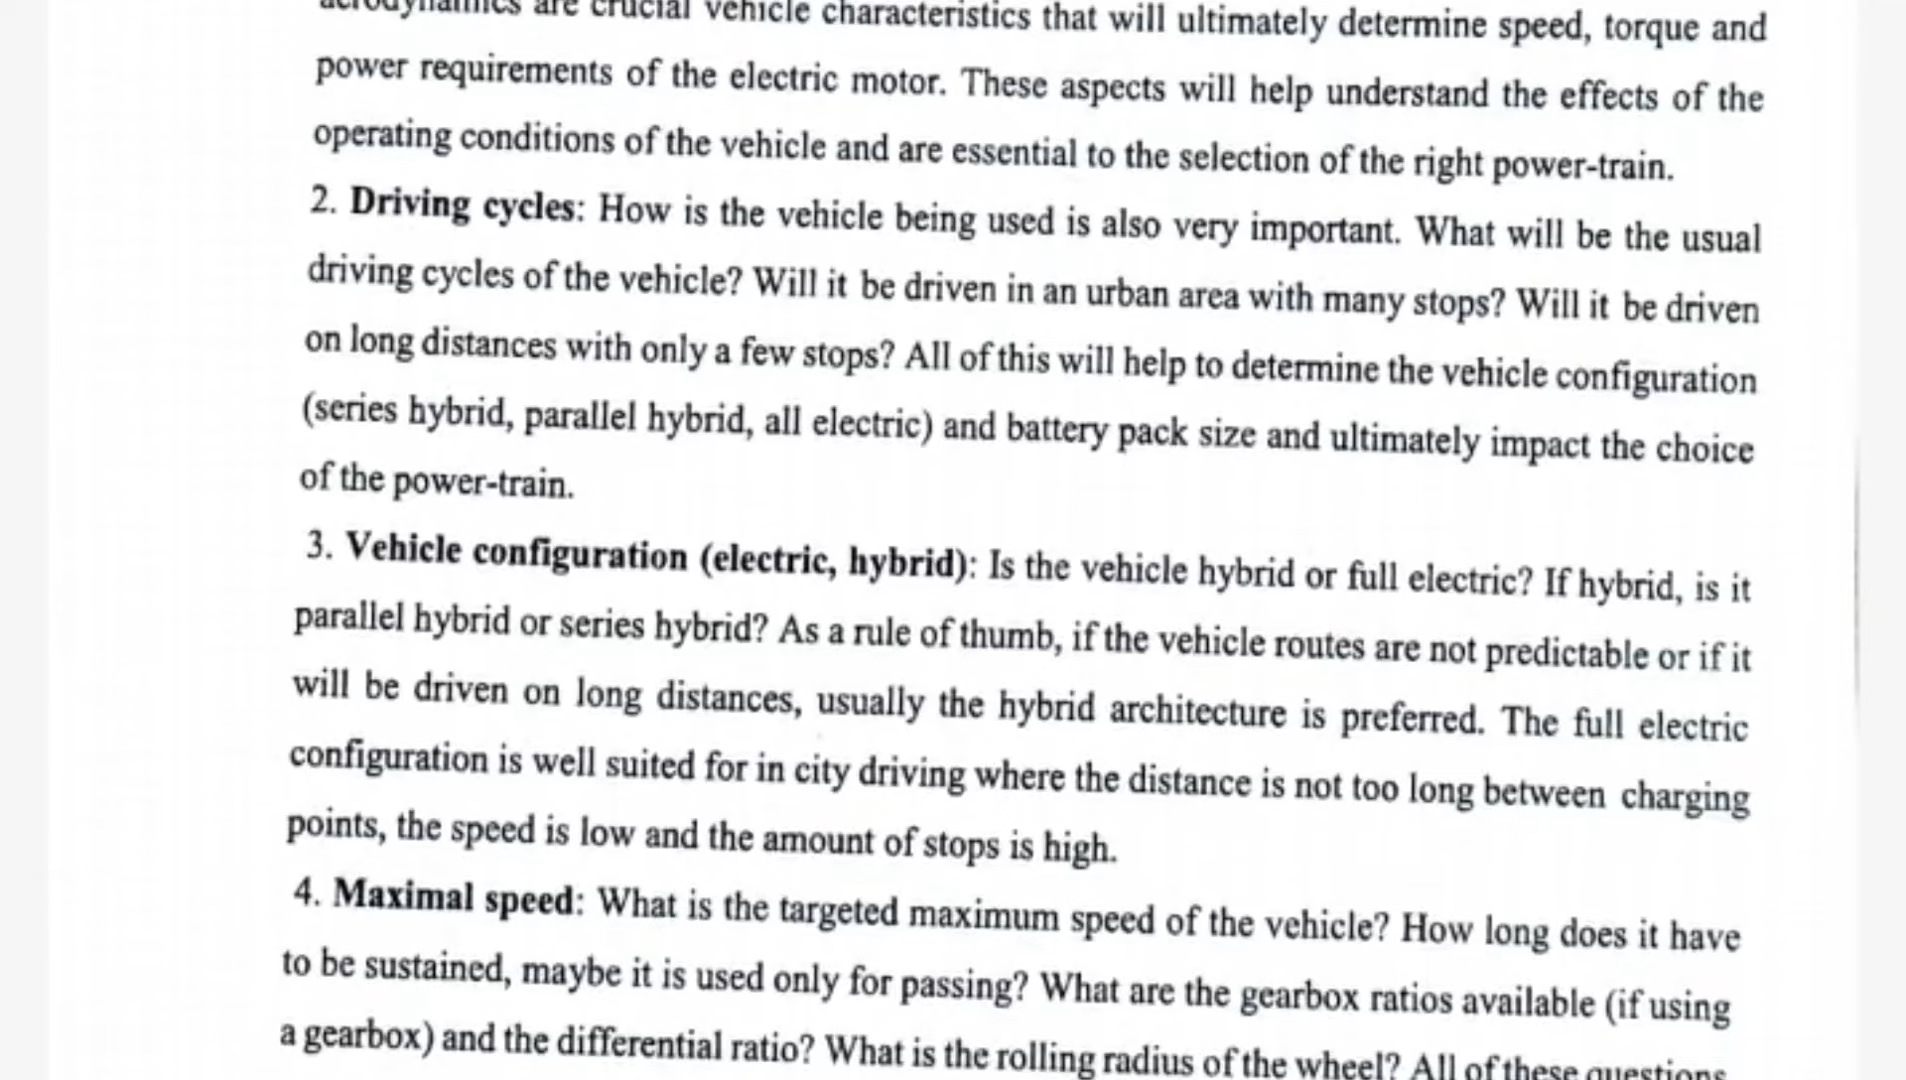 aerodynamics are crucial vehicle characteristics that will ultimately determine speed, torque and
power requirements of the electric motor. These aspects will help understand the effects of the
operating conditions of the vehicle and are essential to the selection of the right power-train.
2. Driving cycles: How is the vehicle being used is also very important. What will be the usual
driving cycles of the vehicle? Will it be driven in an urban area with many stops? Will it be driven
on long distances with only a few stops? All of this will help to determine the vehicle configuration
(series hybrid, parallel hybrid, all electric) and battery pack size and ultimately impact the choice
of the power-train.
3. Vehicle configuration (electric, hybrid): Is the vehicle hybrid or full electric? If hybrid, is it
parallel hybrid or series hybrid? As a rule of thumb, if the vehicle routes are not predictable or if it
will be driven on long distances, usually the hybrid architecture is preferred. The full electric
configuration is well suited for in city driving where the distance is not too long between charging
points, the speed is low and the amount of stops is high.
4. Maximal speed: What is the targeted maximum speed of the vehicle? How long does it have
to be sustained, maybe it is used only for passing? What are the gearbox ratios available (if using
a gearbox) and the differential ratio? What is the rolling radius of the wheel? All of these questions